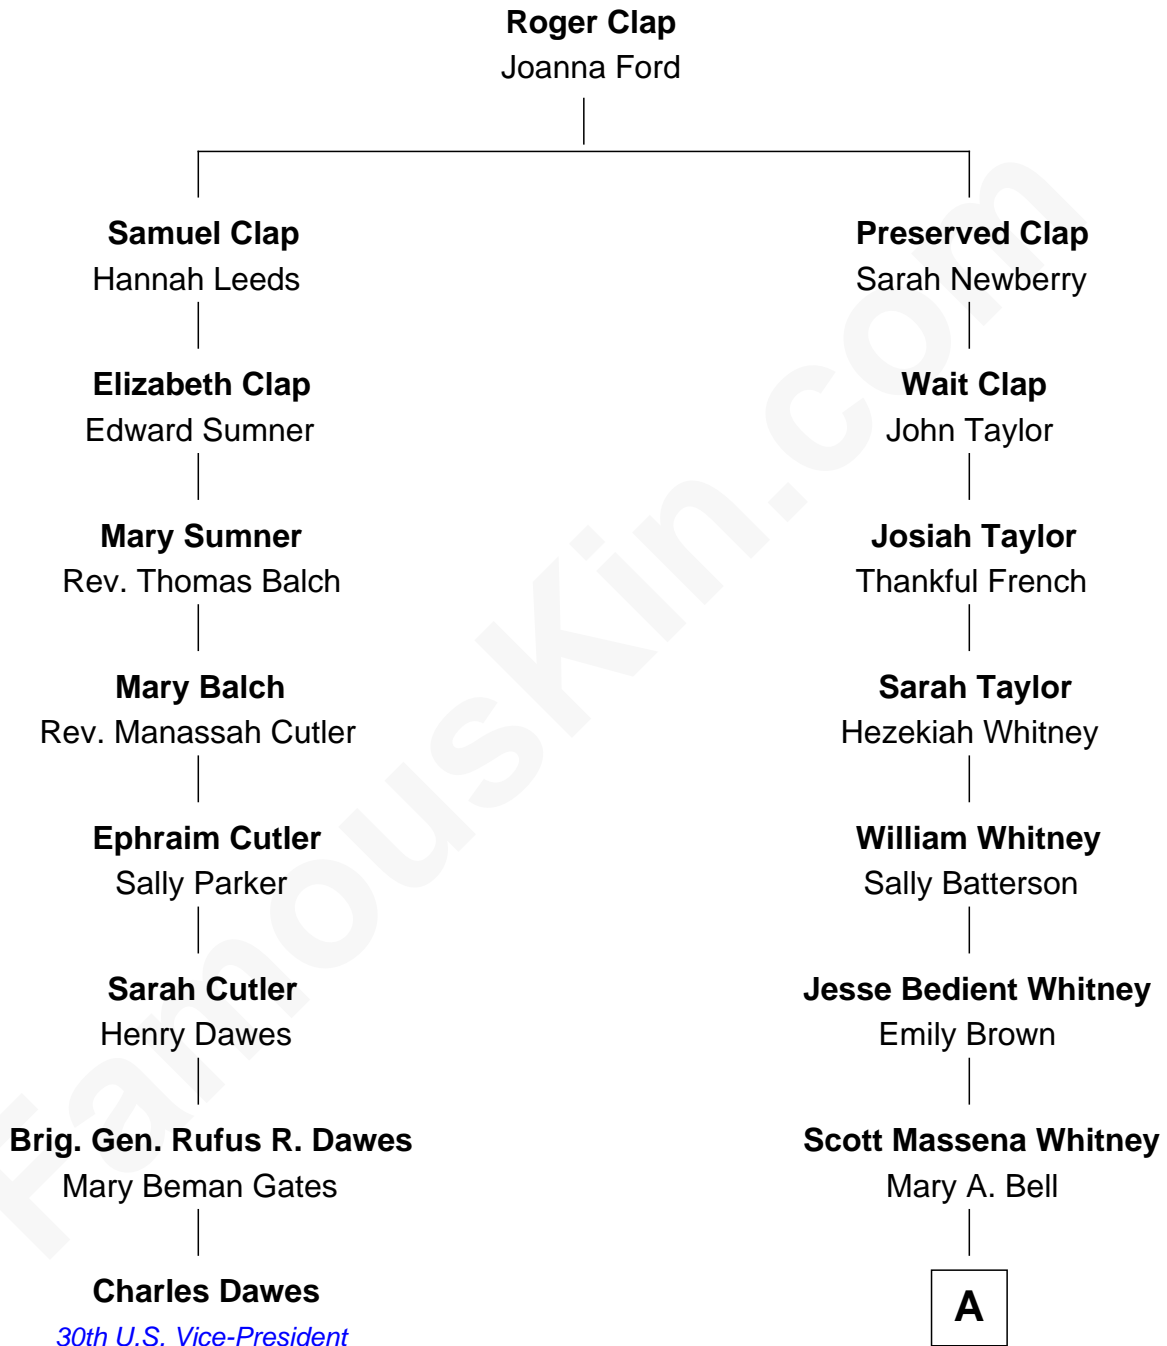 Roger Clap
Joanna Ford
Samuel Clap
Hannah Leeds
Elizabeth Clap
Edward Sumner
Mary Sumner
Rev. Thomas Balch
Mary Balch
Rev. Manassah Cutler
Ephraim Cutler
Sally Parker
Sarah Cutler
Henry Dawes
Brig. Gen. Rufus R. Dawes
Mary Beman Gates
Charles Dawes
30th U.S. Vice-President
Preserved Clap
Sarah Newberry
Wait Clap
John Taylor
Josiah Taylor
Thankful French
Sarah Taylor
Hezekiah Whitney
William Whitney
Sally Batterson
Jesse Bedient Whitney
Emily Brown
Scott Massena Whitney
Mary A. Bell
A
FamousKin.com